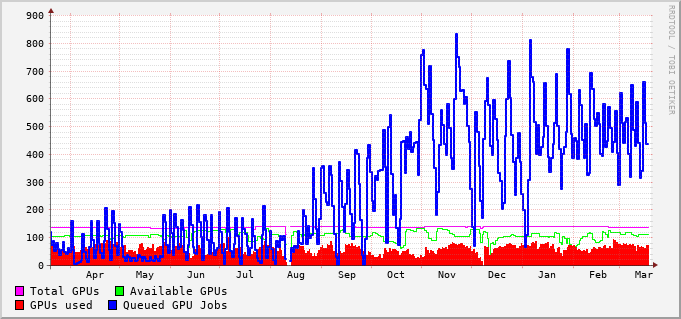 900
800
700
600
500
400
300
200
100
0
Apr May Jun Jul Aug Sep Oct Nov Dec Jan Feb Mar
Total GPUs Available GPUs
GPUs used Queued GPU Jobs
RRDTOOL / TOBI OETIKER